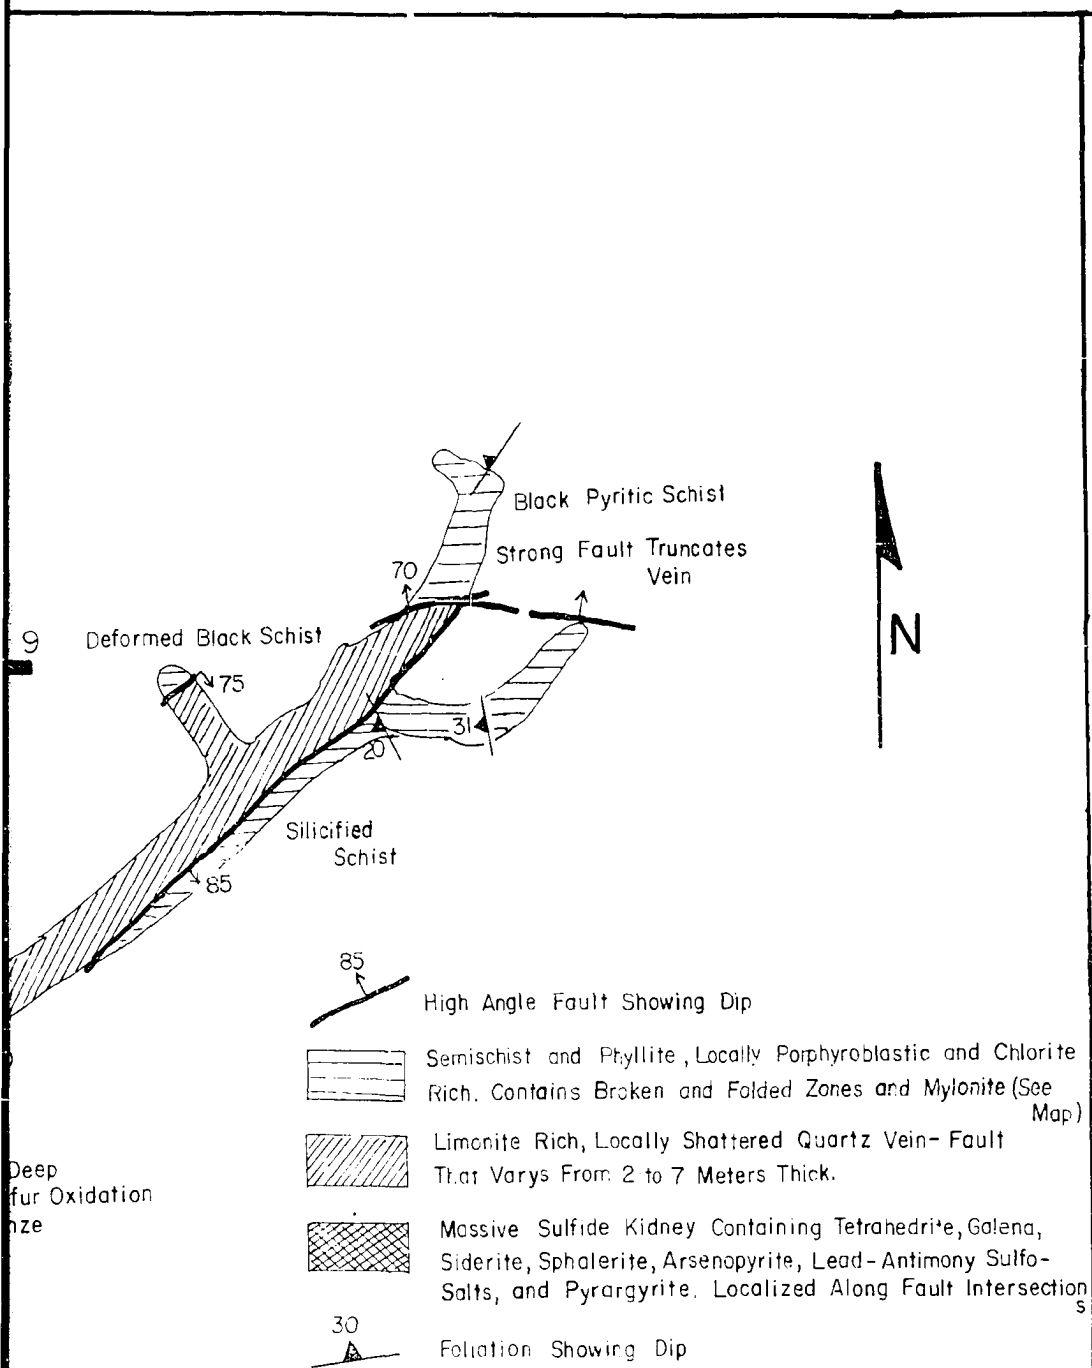 Black Pyritic Schist
Strong Fault Truncates
Vein
70
9
Deformed Black Schist
75
N
31
20
Silicified
Schist
85
85
High Angle Fault Showing Dip
Semischist and Phyllite, Locally Porphyroblastic and Chlorite
Rich. Contains Broken and Folded Zones and Mylonite (See
Map)
Limonite Rich, Locally Shattered Quartz Vein-Fault
That Varys From 2 to 7 Meters Thick.
Deep
fur Oxidation
nze
Massive Sulfide Kidney Containing Tetrahedrite, Galena,
Siderite, Sphalerite, Arsenopyrite, Lead-Antimony Sulfo-
Salts, and Pyrargyrite. Localized Along Fault Intersection
s
30
Foliation Showing Dip